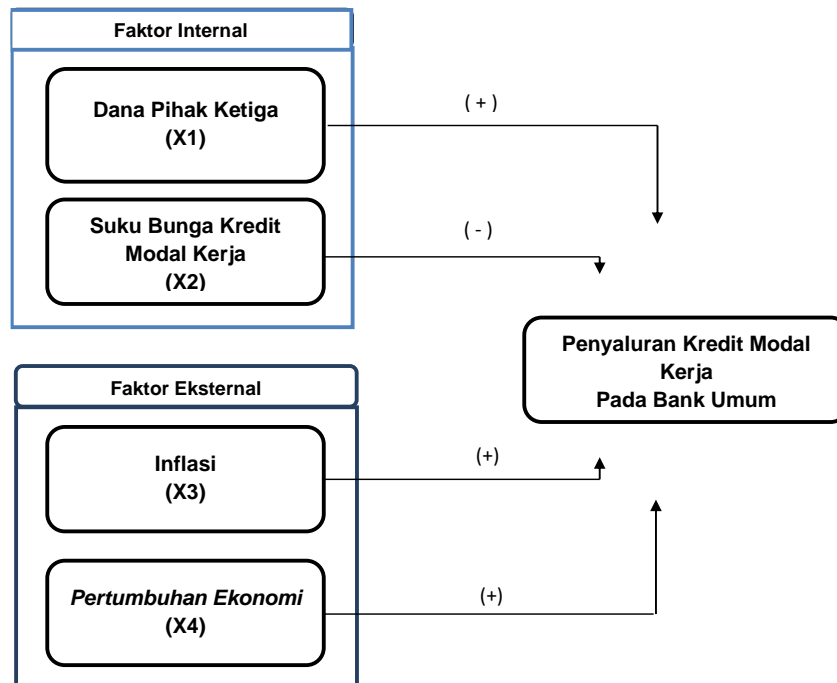 Faktor Internal
Dana Pihak Ketiga
(X1)
( + )
Suku Bunga Kredit
Modal Kerja
(X2)
( - )
Penyaluran Kredit Modal
Kerja
Pada Bank Umum
Faktor Eksternal
Inflasi
(X3)
(+)
Pertumbuhan Ekonomi
(X4)
(+)